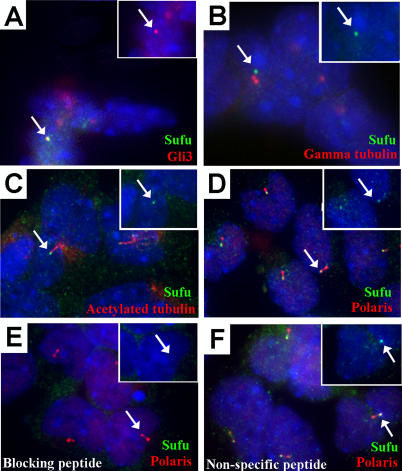 A
Sufu
Gli3
B
Sufu
Gamma tubulin
C
Sufu
Acetylated tubulin
D
Sufu
Polaris
E
Sufu
Blocking peptide Polaris
F
Sufu
Non-specific peptide Polaris